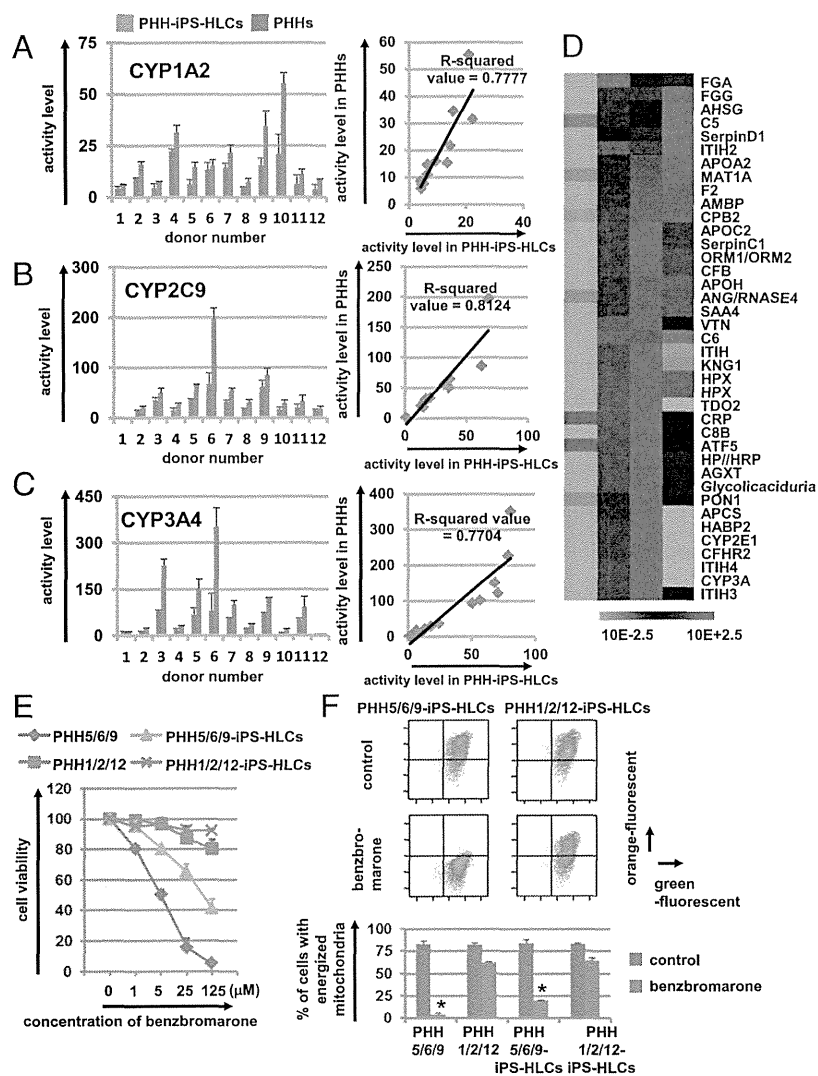 PHH-iPS-HLCs PHHs
A
CYP1A2
activity level
75
50
25
0
1 2 3 4 5 6 7 8 9 10 11 12
donor number
activity level in PHHs
60
50
40
30
20
10
0
R-squared
value = 0.7777
0 20 40
activity level in PHH-iPS-HLCs
B
CYP2C9
activity level
300
200
100
0
1 2 3 4 5 6 7 8 9 10 11 12
donor number
activity level in PHHs
250
200
150
100
50
0
R-squared
value = 0.8124
0 50 100
activity level in PHH-iPS-HLCs
C
CYP3A4
activity level
450
300
150
0
1 2 3 4 5 6 7 8 9 10 11 12
donor number
activity level in PHHs
400
300
200
100
0
R-squared value
= 0.7704
0 50 100
activity level in PHH-iPS-HLCs
D
FGA
FGG
AHSG
C5
SerpinD1
ITIH2
APOA2
MAT1A
F2
AMBP
CPB2
APOC2
SerpinC1
ORM1/ORM2
CFB
APOH
ANG/RNASE4
SAA4
VTN
C6
ITIH
KNG1
HPX
HPX
TDO2
CRP
C8B
ATF5
HP//HRP
AGXT
Glycolicaciduria
PON1
APCS
HABP2
CYP2E1
CFHR2
ITIH4
CYP3A
ITIH3
10E-2.5 10E+2.5
E
PHH5/6/9 PHH5/6/9-iPS-HLCs
PHH1/2/12 PHH1/2/12-iPS-HLCs
cell viability
120
100
80
60
40
20
0
0 1 5 25 125 (μM)
concentration of benzbromarone
F
PHH5/6/9-iPS-HLCs PHH1/2/12-iPS-HLCs
control
benzbro-
marone
orange-fluorescent
green
-fluorescent
% of cells with
energized
mitochondria
100
75
50
25
0
* *
control
benzbromarone
PHH PHH PHH PHH
5/6/9 1/2/12 5/6/9- 1/2/12-
iPS-HLCs iPS-HLCs